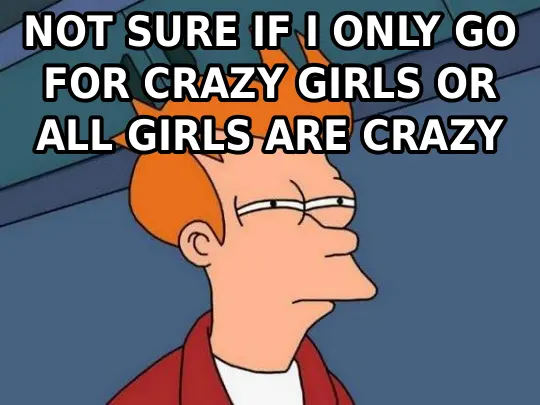 NOT SURE IF I ONLY GO
FOR CRAZY GIRLS OR
ALL GIRLS ARE CRAZY